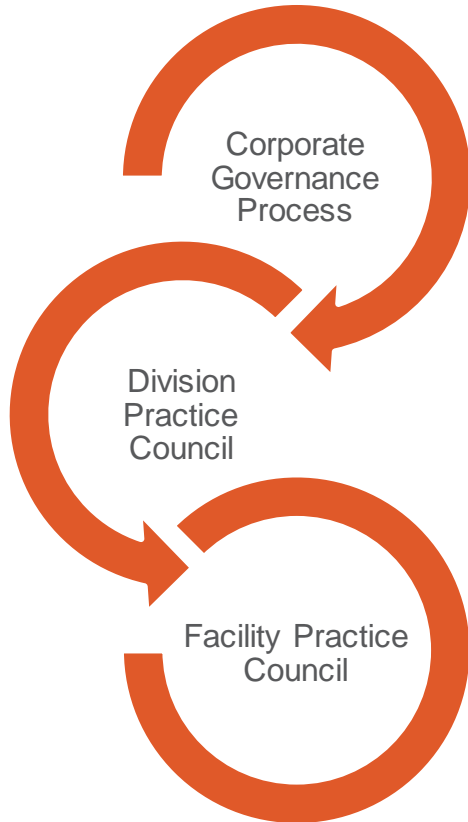 Corporate
Governance
Process
Division
Practice
Council
Facility Practice
Council